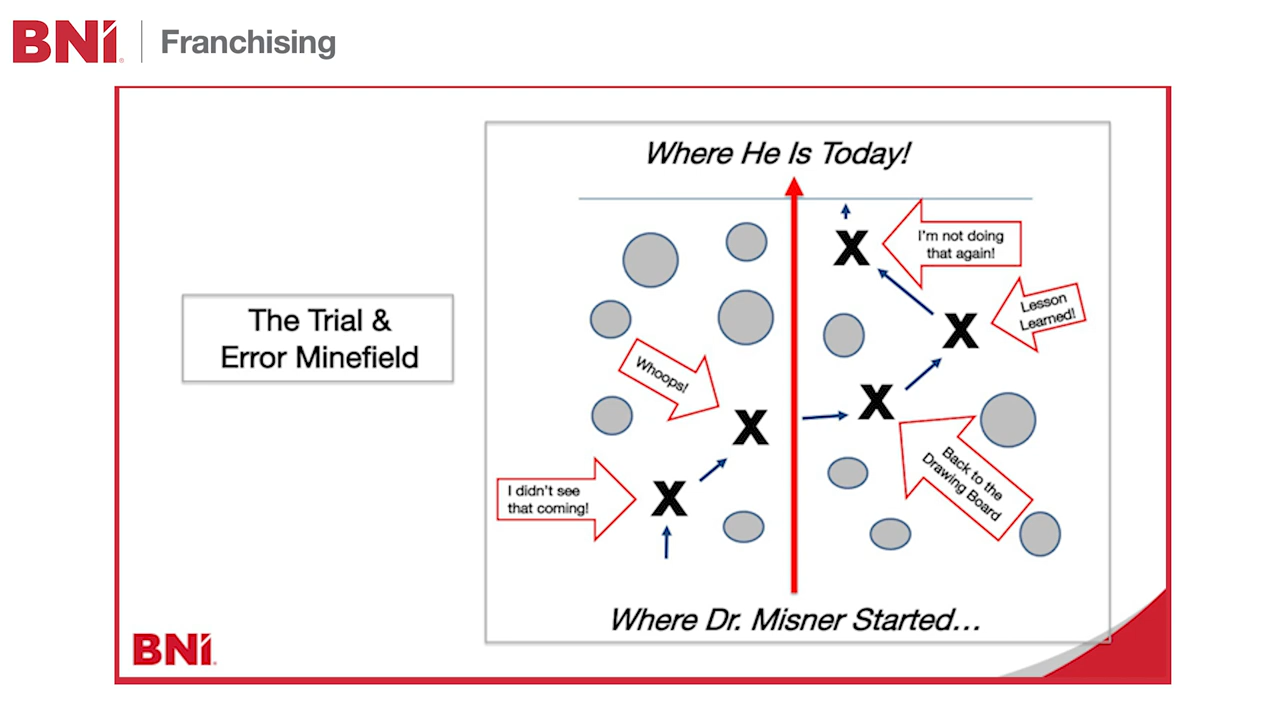 BNI® | Franchising
Where He Is Today!
I'm not doing
that again!
Lesson
Learned!
The Trial &
Error Minefield
Whoops!
X
X
X
X
X
Back to the
Drawing Board
I didn't see
that coming!
Where Dr. Misner Started...
BNI®